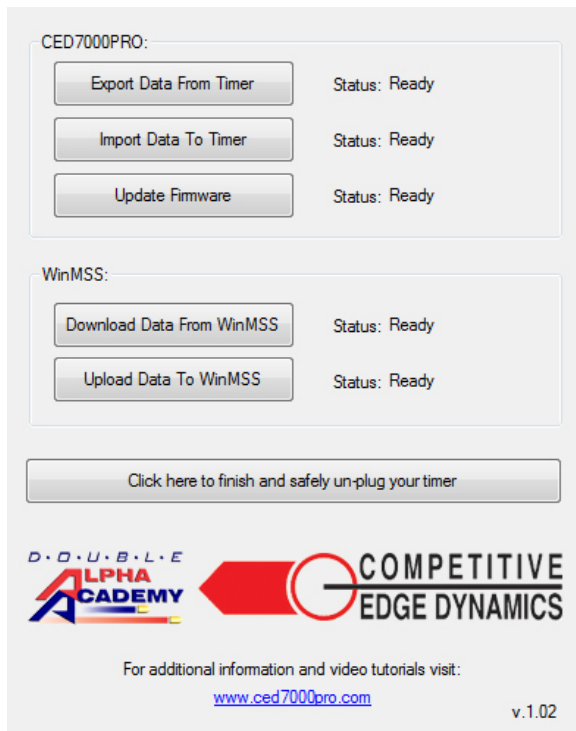 CED7000PRO:
Export Data From Timer Status: Ready
Import Data To Timer Status: Ready
Update Firmware Status: Ready
WinMSS:
Download Data From WinMSS Status: Ready
Upload Data To WinMSS Status: Ready
Click here to finish and safely un-plug your timer
D·O·U·B·L·E
ALPHA
ACADEMY
COMPETITIVE
EDGE DYNAMICS
For additional information and video tutorials visit:
www.ced7000pro.com
v.1.02